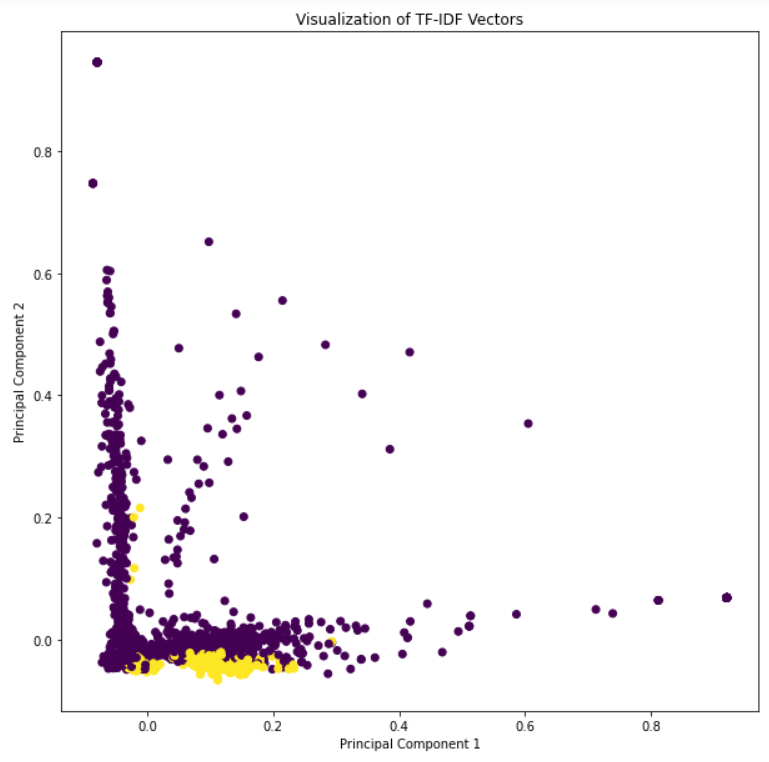 Visualization of TF-IDF Vectors
Principal Component 2
0.8
0.6
0.4
0.2
0.0
0.0 0.2 0.4 0.6 0.8
Principal Component 1